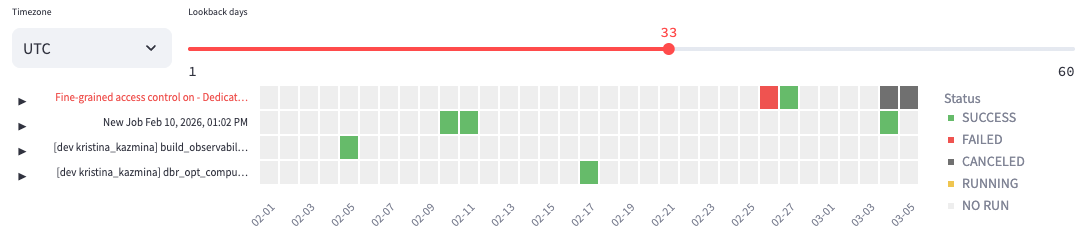 Timezone
Lookback days
UTC
33
1
60
Fine-grained access control on - Dedicat…
New Job Feb 10, 2026, 01:02 PM
[dev kristina_kazmina] build_observabil…
[dev kristina_kazmina] dbr_opt_compu…
02-01
02-03
02-05
02-07
02-09
02-11
02-13
02-15
02-17
02-19
02-21
02-23
02-25
02-27
03-01
03-03
03-05
Status
SUCCESS
FAILED
CANCELED
RUNNING
NO RUN